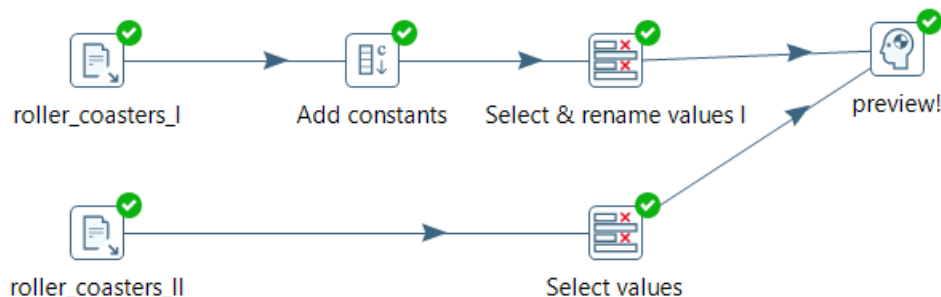 roller_coasters_I
Add constants
Select & rename values I
preview!
roller_coasters_II
Select values